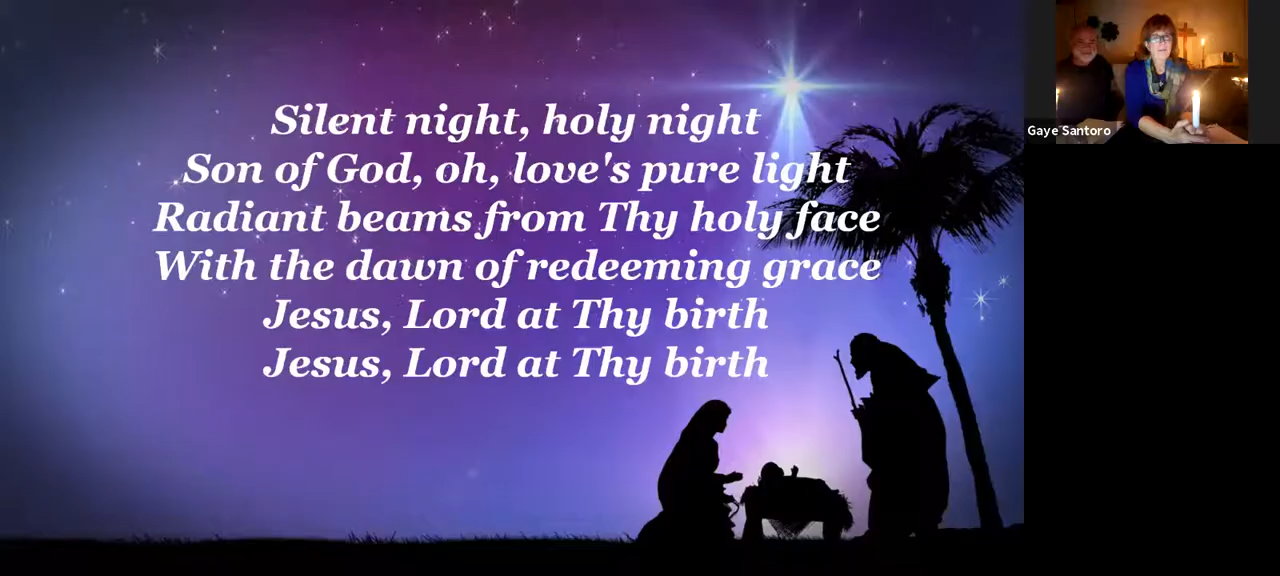 Silent night, holy night
Son of God, oh, love's pure light
Radiant beams from Thy holy face
With the dawn of redeeming grace
Jesus, Lord at Thy birth
Jesus, Lord at Thy birth
Gaye Santoro